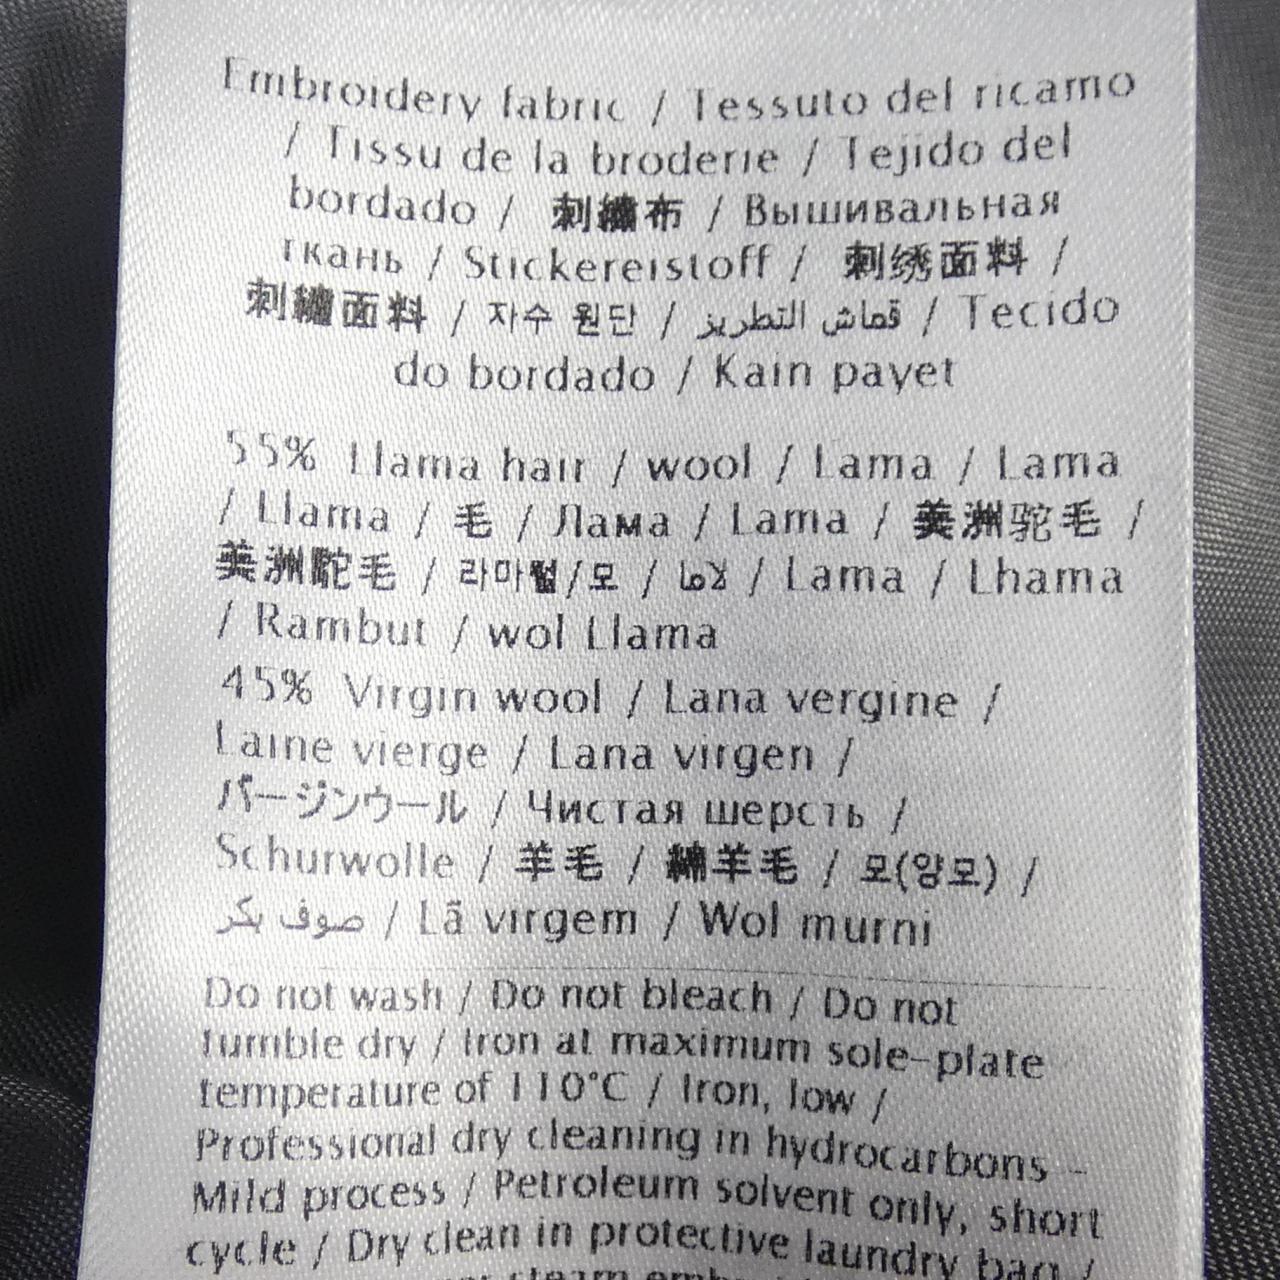 Embroidery fabric / Tessuto del ricamo
/ Tissu de la broderie / Tejido del
bordado / 刺繍布 / Вышивальная
ткань / Stickereistoff / 刺绣面料 /
刺繡面料 / 자수 원단 / قماش التطريز / Tecido
do bordado / Kain payet
55% Llama hair / wool / Lama / Lama
/ Llama / 毛 / Лама / Lama / 美洲驼毛 /
美洲駝毛 / 라마털/모 / لاما / Lama / Lhama
/ Rambut / wol Llama
45% Virgin wool / Lana vergine /
Laine vierge / Lana virgen /
バージンウール / Чистая шерсть /
Schurwolle / 羊毛 / 綿羊毛 / 모(양모) /
صوف بكر / Lã virgem / Wol murni
Do not wash / Do not bleach / Do not
tumble dry / Iron at maximum sole-plate
temperature of 110°C / Iron, low /
Professional dry cleaning in hydrocarbons -
Mild process / Petroleum solvent only, short
cycle / Dry clean in protective laundry bag /
steam